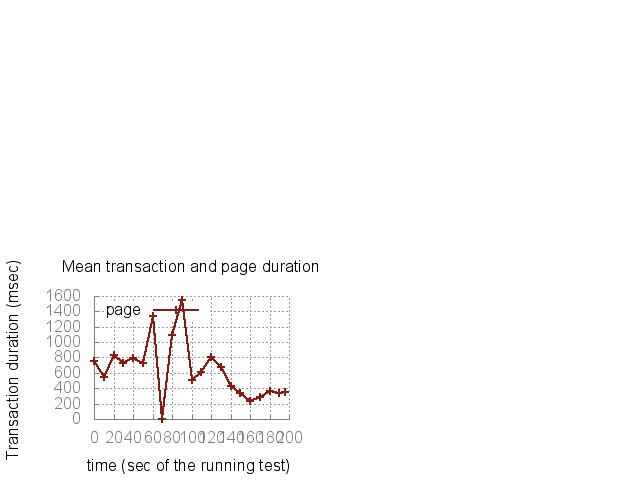 Mean transaction and page duration
Transaction duration (msec)
1600
1400
1200
1000
800
600
400
200
0
page
0 20 40 60 80 100 120 140 160 180 200
time (sec of the running test)